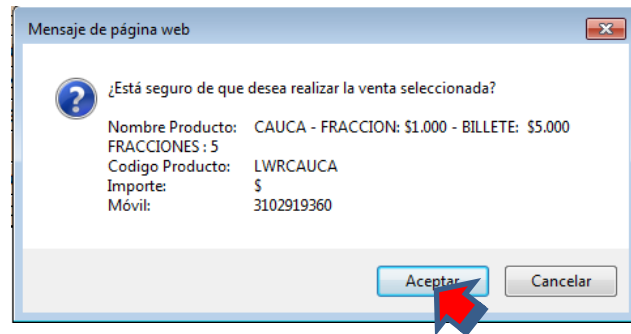 Mensaje de página web
¿Está seguro de que desea realizar la venta seleccionada?
Nombre Producto: CAUCA - FRACCION: $1.000 - BILLETE: $5.000
FRACCIONES : 5
Codigo Producto: LWRCAUCA
Importe: $
Móvil: 3102919360
Aceptar Cancelar